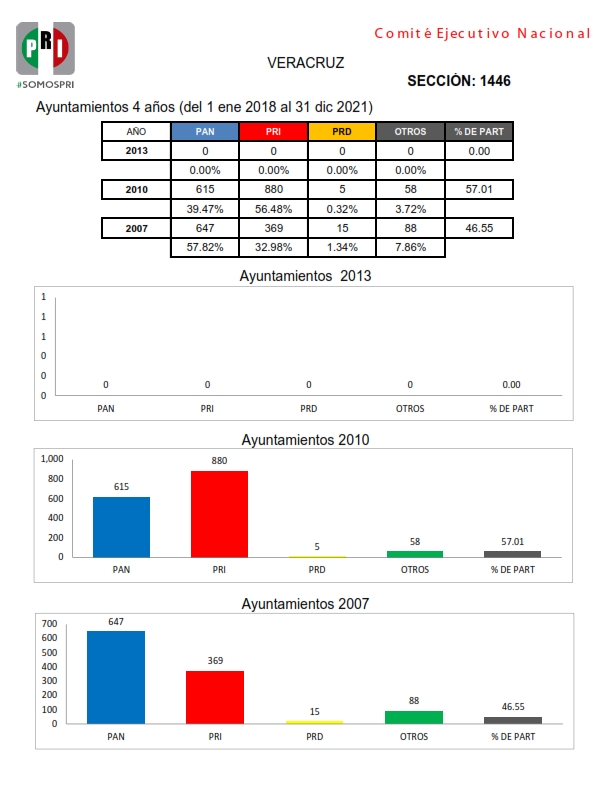 Comité Ejecutivo Nacional
PRI
#SOMOSPRI
VERACRUZ
SECCIÓN: 1446
Ayuntamientos 4 años (del 1 ene 2018 al 31 dic 2021)
AÑO PAN PRI PRD OTROS % DE PART
2013 0 0 0 0 0.00
0.00% 0.00% 0.00% 0.00%
2010 615 880 5 58 57.01
39.47% 56.48% 0.32% 3.72%
2007 647 369 15 88 46.55
57.82% 32.98% 1.34% 7.86%
Ayuntamientos 2013
1
1
1
0
0
0
0 0 0 0 0.00
PAN PRI PRD OTROS % DE PART
Ayuntamientos 2010
1,000
800
600
400
200
0
615 880 5 58 57.01
PAN PRI PRD OTROS % DE PART
Ayuntamientos 2007
700
600
500
400
300
200
100
0
647 369 15 88 46.55
PAN PRI PRD OTROS % DE PART